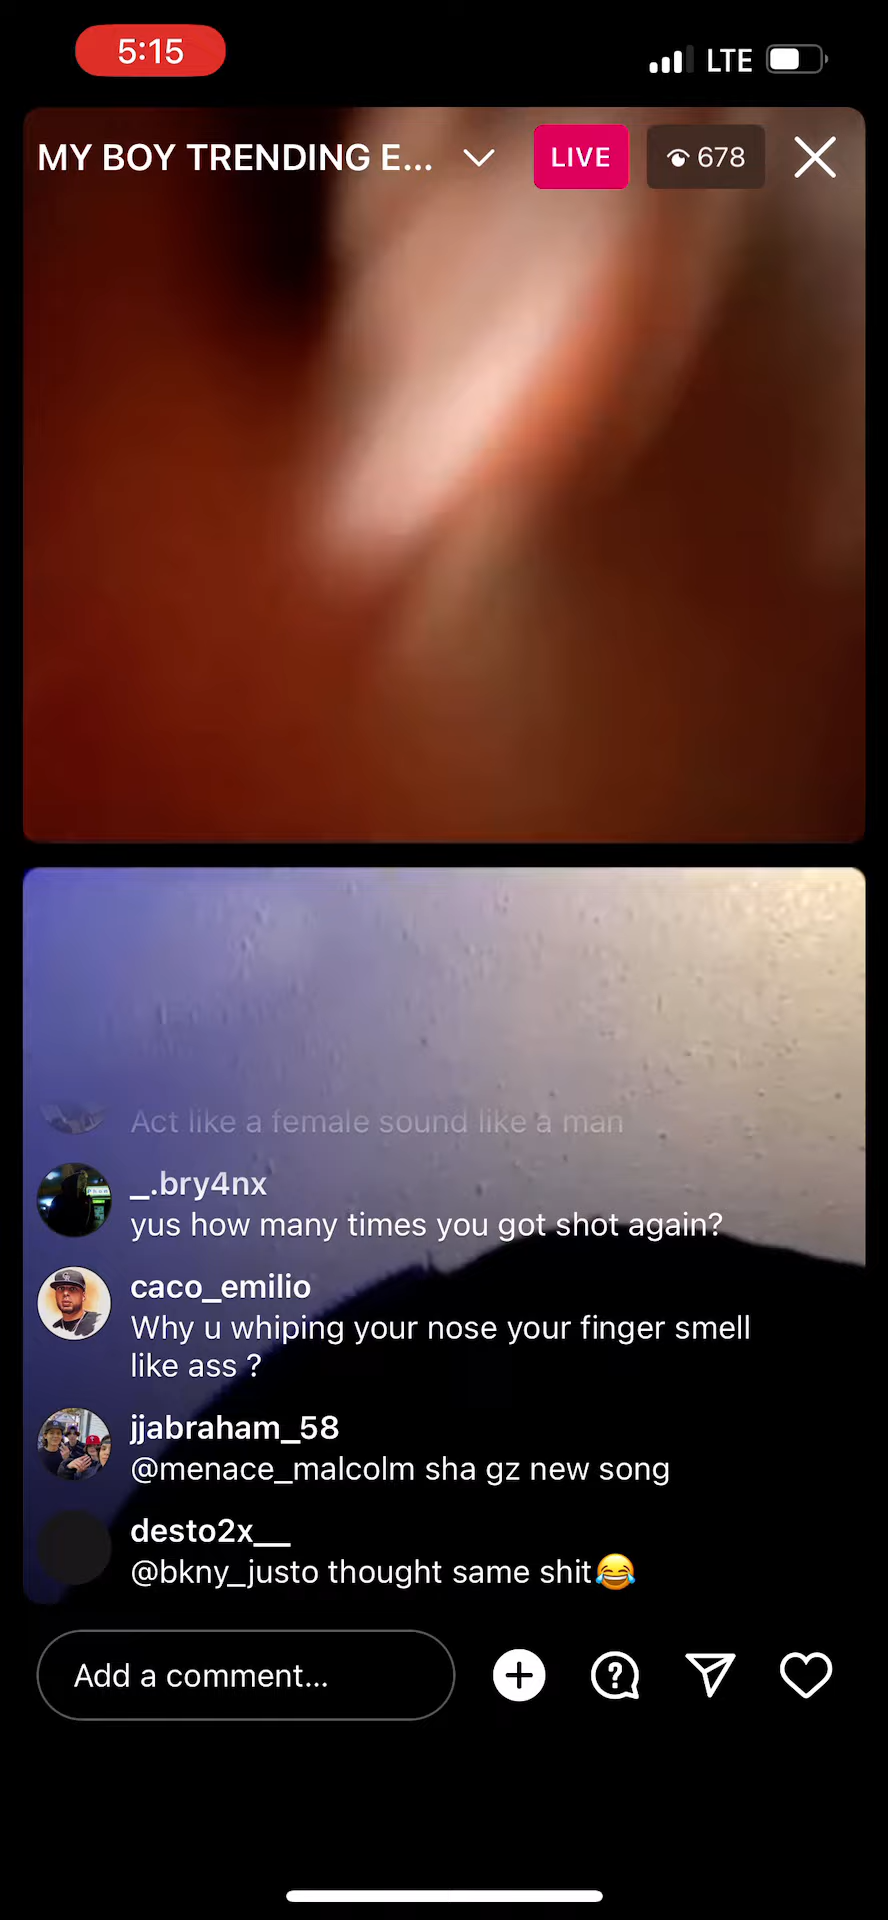 5:15
LTE
MY BOY TRENDING E...
LIVE
678
Act like a female sound like a man
_.bry4nx
yus how many times you got shot again?
caco_emilio
Why u whiping your nose your finger smell
like ass ?
jjabraham_58
@menace_malcolm sha gz new song
desto2x__
@bkny_justo thought same shit😂
Add a comment...